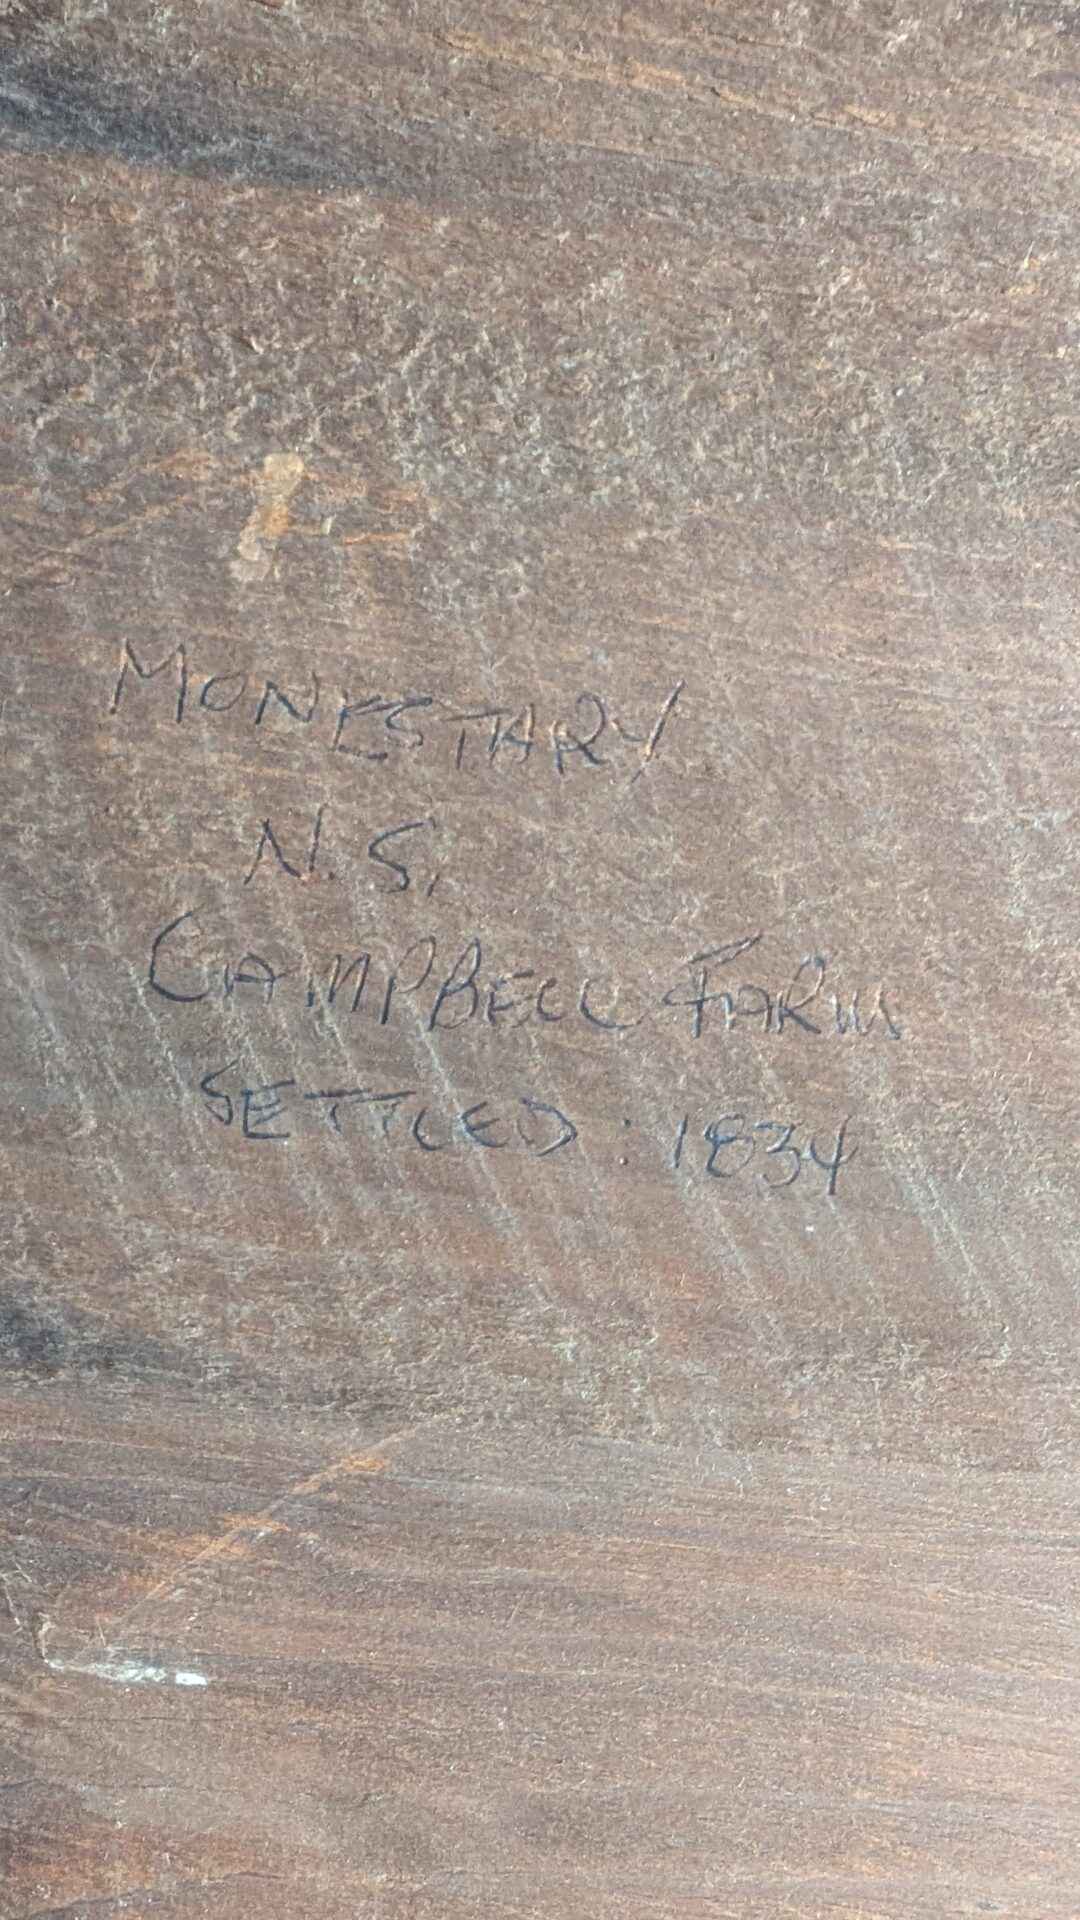 MONESTARY
N.S.
CAMPBELL FARM
SETTLED: 1834